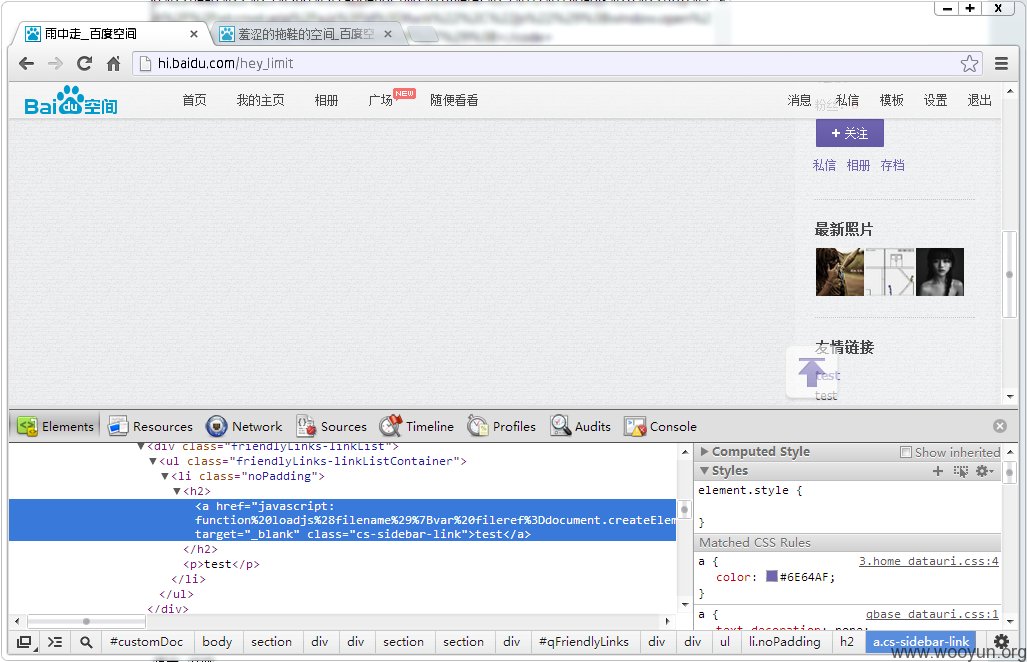 雨中走_百度空间 ×
羞涩的拖鞋的空间_百度空 ×
hi.baidu.com/hey_limit
Bai du 空间 首页 我的主页 相册 广场 NEW 随便看看 消息 私信 模板 设置 退出
+ 关注
私信 相册 存档
最新照片
友情链接
test
test
Elements Resources Network Sources Timeline Profiles Audits Console
▼<div class="friendlyLinks-linkList">
▼<ul class="friendlyLinks-linkListContainer">
▼<li class="noPadding">
▼<h2>
<a href="javascript:
function%20loadjs%28filename%29%7Bvar%20fileref%3Ddocument.createElem
target="_blank" class="cs-sidebar-link">test</a>
</h2>
<p>test</p>
</li>
</ul>
</div>
▶ Computed Style Show inherited
▼ Styles
element.style {
}
Matched CSS Rules
a { 3.home_datauri.css:4
color: #6E64AF;
}
a { qbase_datauri.css:1
#customDoc body section div div section section div #qFriendlyLinks div div ul li.noPadding h2 a.cs-sidebar-link
www.wooyun.org